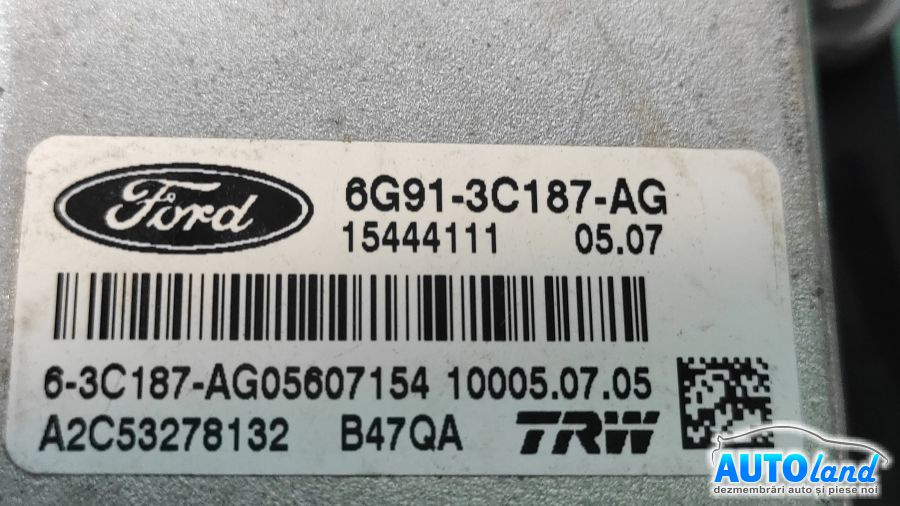 Ford
6G91-3C187-AG
15444111 05.07
6-3C187-AG05607154 10005.07.05
A2C53278132 B47QA TRW
AUTOland
dezmembrări auto și piese noi